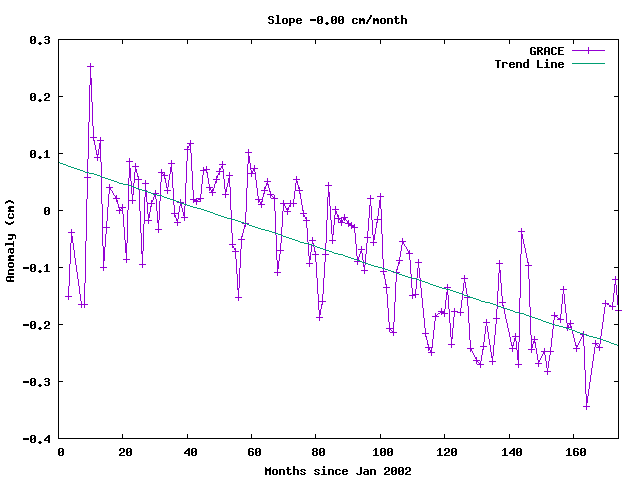 Slope -0.00 cm/month
GRACE
Trend Line
0.3
0.2
0.1
0
-0.1
-0.2
-0.3
-0.4
Anomaly (cm)
0 20 40 60 80 100 120 140 160
Months since Jan 2002